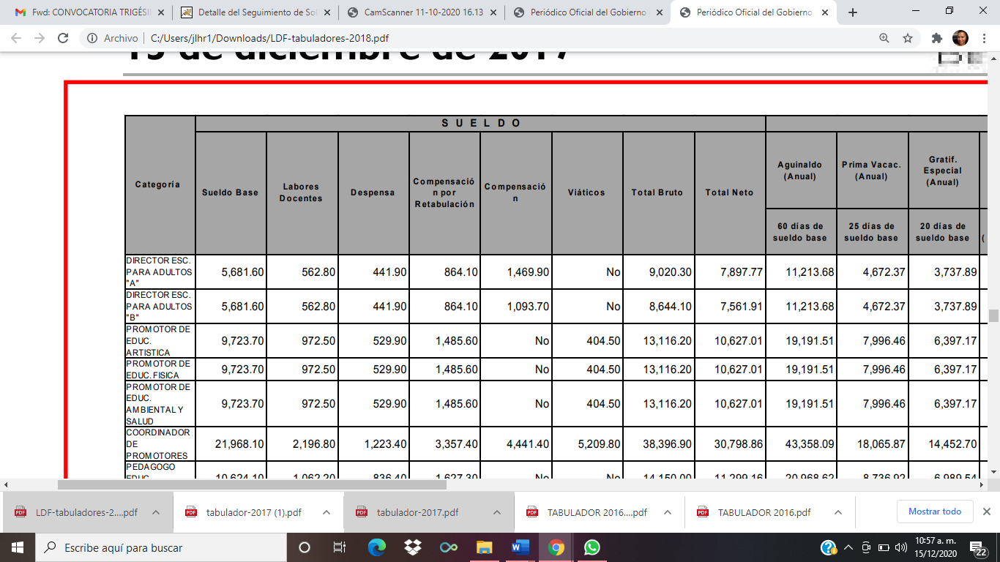 Fwd: CONVOCATORIA TRIGÉSI
Detalle del Seguimiento de Sol
CamScanner 11-10-2020 16.13
Periódico Oficial del Gobierno
Periódico Oficial del Gobierno
Archivo C:/Users/jlhr1/Downloads/LDF-tabuladores-2018.pdf
15 de diciembre de 2017
SUELDO
Categoría
Sueldo Base
Labores
Docentes
Despensa
Compensació
n por
Retabulación
Compensació
n
Viáticos
Total Bruto
Total Neto
Aguinaldo
(Anual)
Prima Vacac.
(Anual)
Gratif.
Especial
(Anual)
60 días de
sueldo base
25 días de
sueldo base
20 días de
sueldo base
(
DIRECTOR ESC.
PARA ADULTOS
"A"
5,681.60 562.80 441.90 864.10 1,469.90 No 9,020.30 7,897.77 11,213.68 4,672.37 3,737.89
DIRECTOR ESC.
PARA ADULTOS
"B"
5,681.60 562.80 441.90 864.10 1,093.70 No 8,644.10 7,561.91 11,213.68 4,672.37 3,737.89
PROMOTOR DE
EDUC.
ARTISTICA
9,723.70 972.50 529.90 1,485.60 No 404.50 13,116.20 10,627.01 19,191.51 7,996.46 6,397.17
PROMOTOR DE
EDUC. FISICA
9,723.70 972.50 529.90 1,485.60 No 404.50 13,116.20 10,627.01 19,191.51 7,996.46 6,397.17
PROMOTOR DE
EDUC.
AMBIENTAL Y
SALUD
9,723.70 972.50 529.90 1,485.60 No 404.50 13,116.20 10,627.01 19,191.51 7,996.46 6,397.17
COORDINADOR
DE
PROMOTORES
21,968.10 2,196.80 1,223.40 3,357.40 4,441.40 5,209.80 38,396.90 30,798.86 43,358.09 18,065.87 14,452.70
PEDAGOGO
EDUC.
10,624.10 1,062.20 836.40 1,627.30 No No 14,150.00 11,299.16 20,968.62 8,736.92 6,989.54
LDF-tabuladores-2....pdf
tabulador-2017 (1).pdf
tabulador-2017.pdf
TABULADOR 2016....pdf
TABULADOR 2016.pdf
Mostrar todo
Escribe aquí para buscar
10:57 a. m.
15/12/2020
22